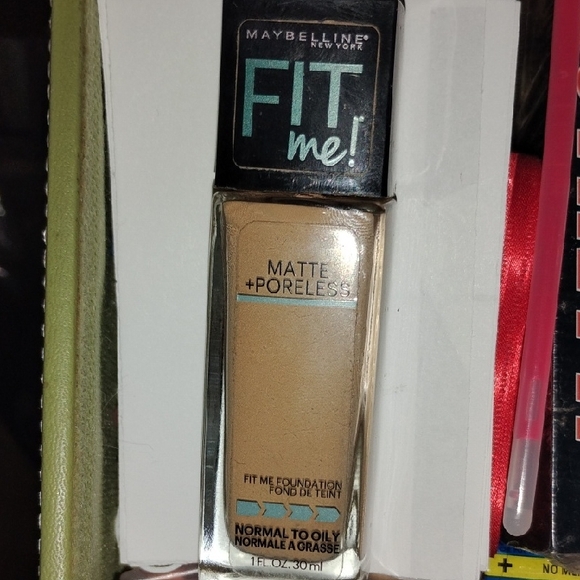 MAYBELLINE®
NEW YORK
FIT
me!
MATTE
+PORELESS
FIT ME FOUNDATION
FOND DE TEINT
NORMAL TO OILY
NORMALE A GRASSE
1 FL. OZ. 30 ml
+
NO